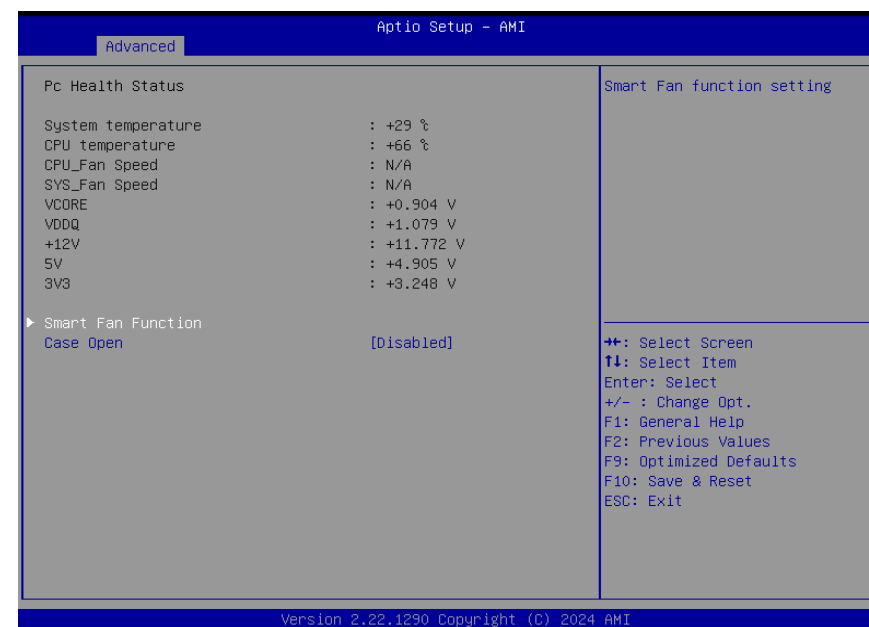 Aptio Setup – AMI
Advanced
Pc Health Status
Smart Fan function setting
System temperature : +29 ℃
CPU temperature : +66 ℃
CPU_Fan Speed : N/A
SYS_Fan Speed : N/A
VCORE : +0.904 V
VDDQ : +1.079 V
+12V : +11.772 V
5V : +4.905 V
3V3 : +3.248 V
▶ Smart Fan Function
Case Open [Disabled]
→←: Select Screen
↑↓: Select Item
Enter: Select
+/- : Change Opt.
F1: General Help
F2: Previous Values
F9: Optimized Defaults
F10: Save & Reset
ESC: Exit
Version 2.22.1290 Copyright (C) 2024 AMI